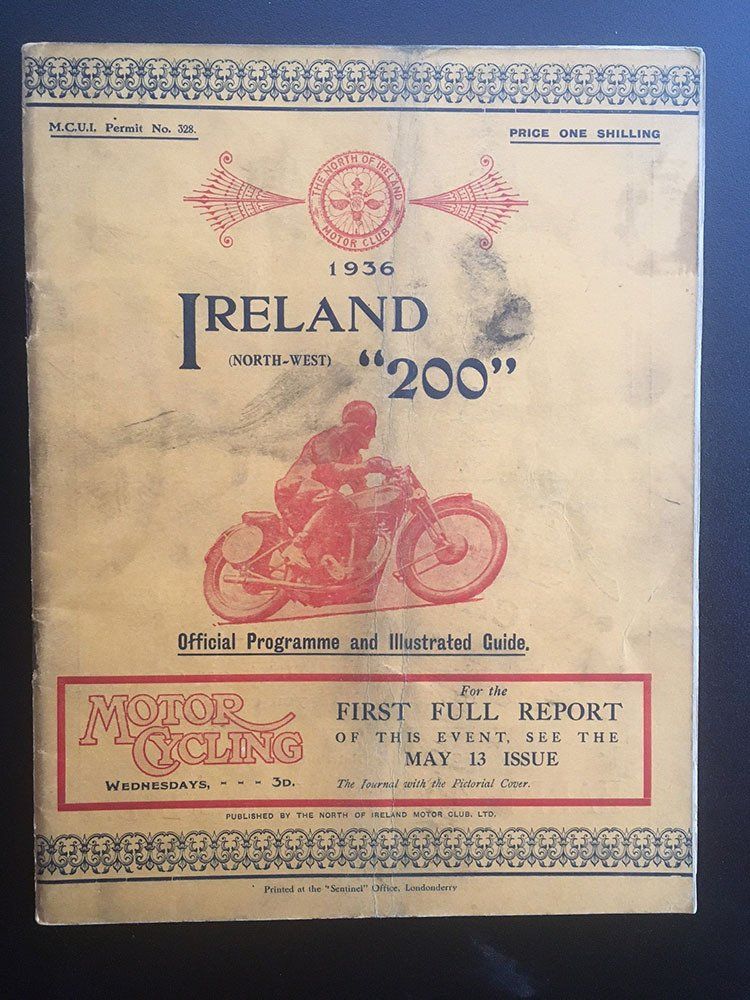 M.C.U.I. Permit No. 328.
PRICE ONE SHILLING
THE NORTH OF IRELAND
MOTOR CLUB
1936
IRELAND
(NORTH-WEST) "200"
Official Programme and Illustrated Guide.
MOTOR
CYCLING
WEDNESDAYS, - - - 3D.
For the
FIRST FULL REPORT
OF THIS EVENT, SEE THE
MAY 13 ISSUE
The Journal with the Pictorial Cover.
PUBLISHED BY THE NORTH OF IRELAND MOTOR CLUB, LTD.
Printed at the "Sentinel" Office, Londonderry